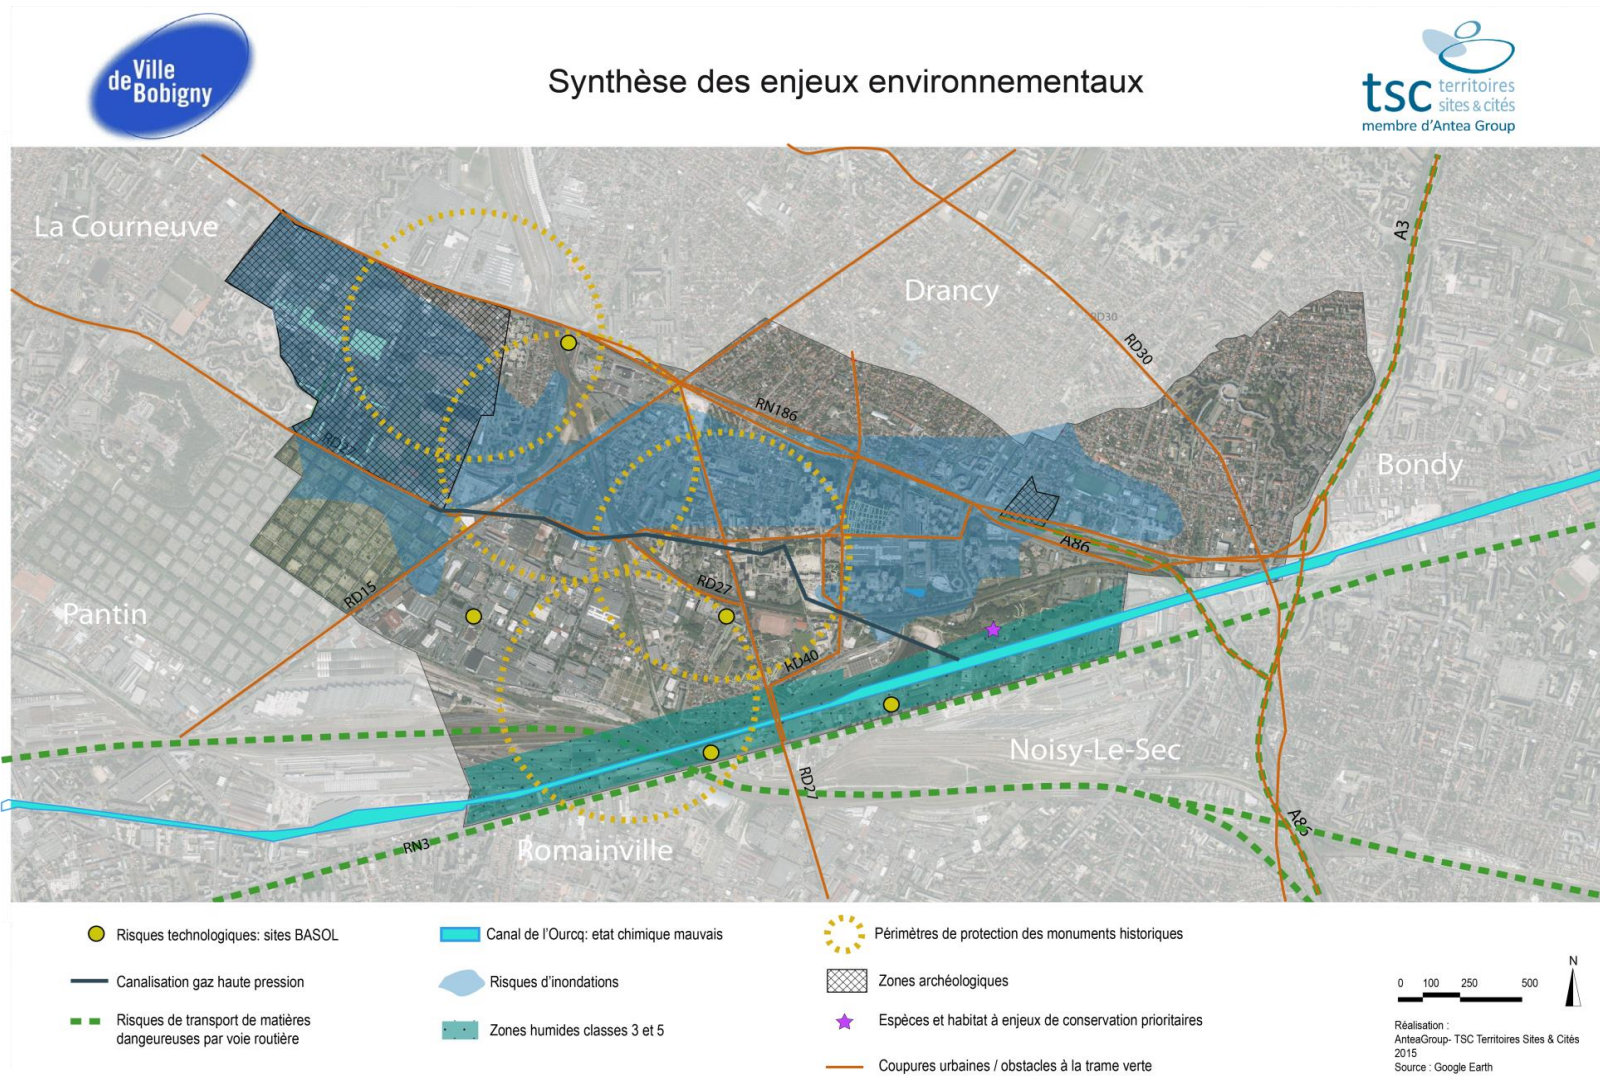 Ville
de Bobigny
Synthèse des enjeux environnementaux
tsc territoires
sites & cités
membre d'Antea Group
La Courneuve
Drancy
A3
RD30
RD30
RN186
Bondy
A86
RD15
RD27
Pantin
RD40
Noisy-Le-Sec
RD27
A86
RN3
Romainville
Risques technologiques: sites BASOL
Canal de l'Ourcq: etat chimique mauvais
Périmètres de protection des monuments historiques
Canalisation gaz haute pression
Risques d'inondations
Zones archéologiques
Risques de transport de matières
dangeureuses par voie routière
Zones humides classes 3 et 5
Espèces et habitat à enjeux de conservation prioritaires
Coupures urbaines / obstacles à la trame verte
N
0 100 250 500
Réalisation :
AnteaGroup- TSC Territoires Sites & Cités
2015
Source : Google Earth